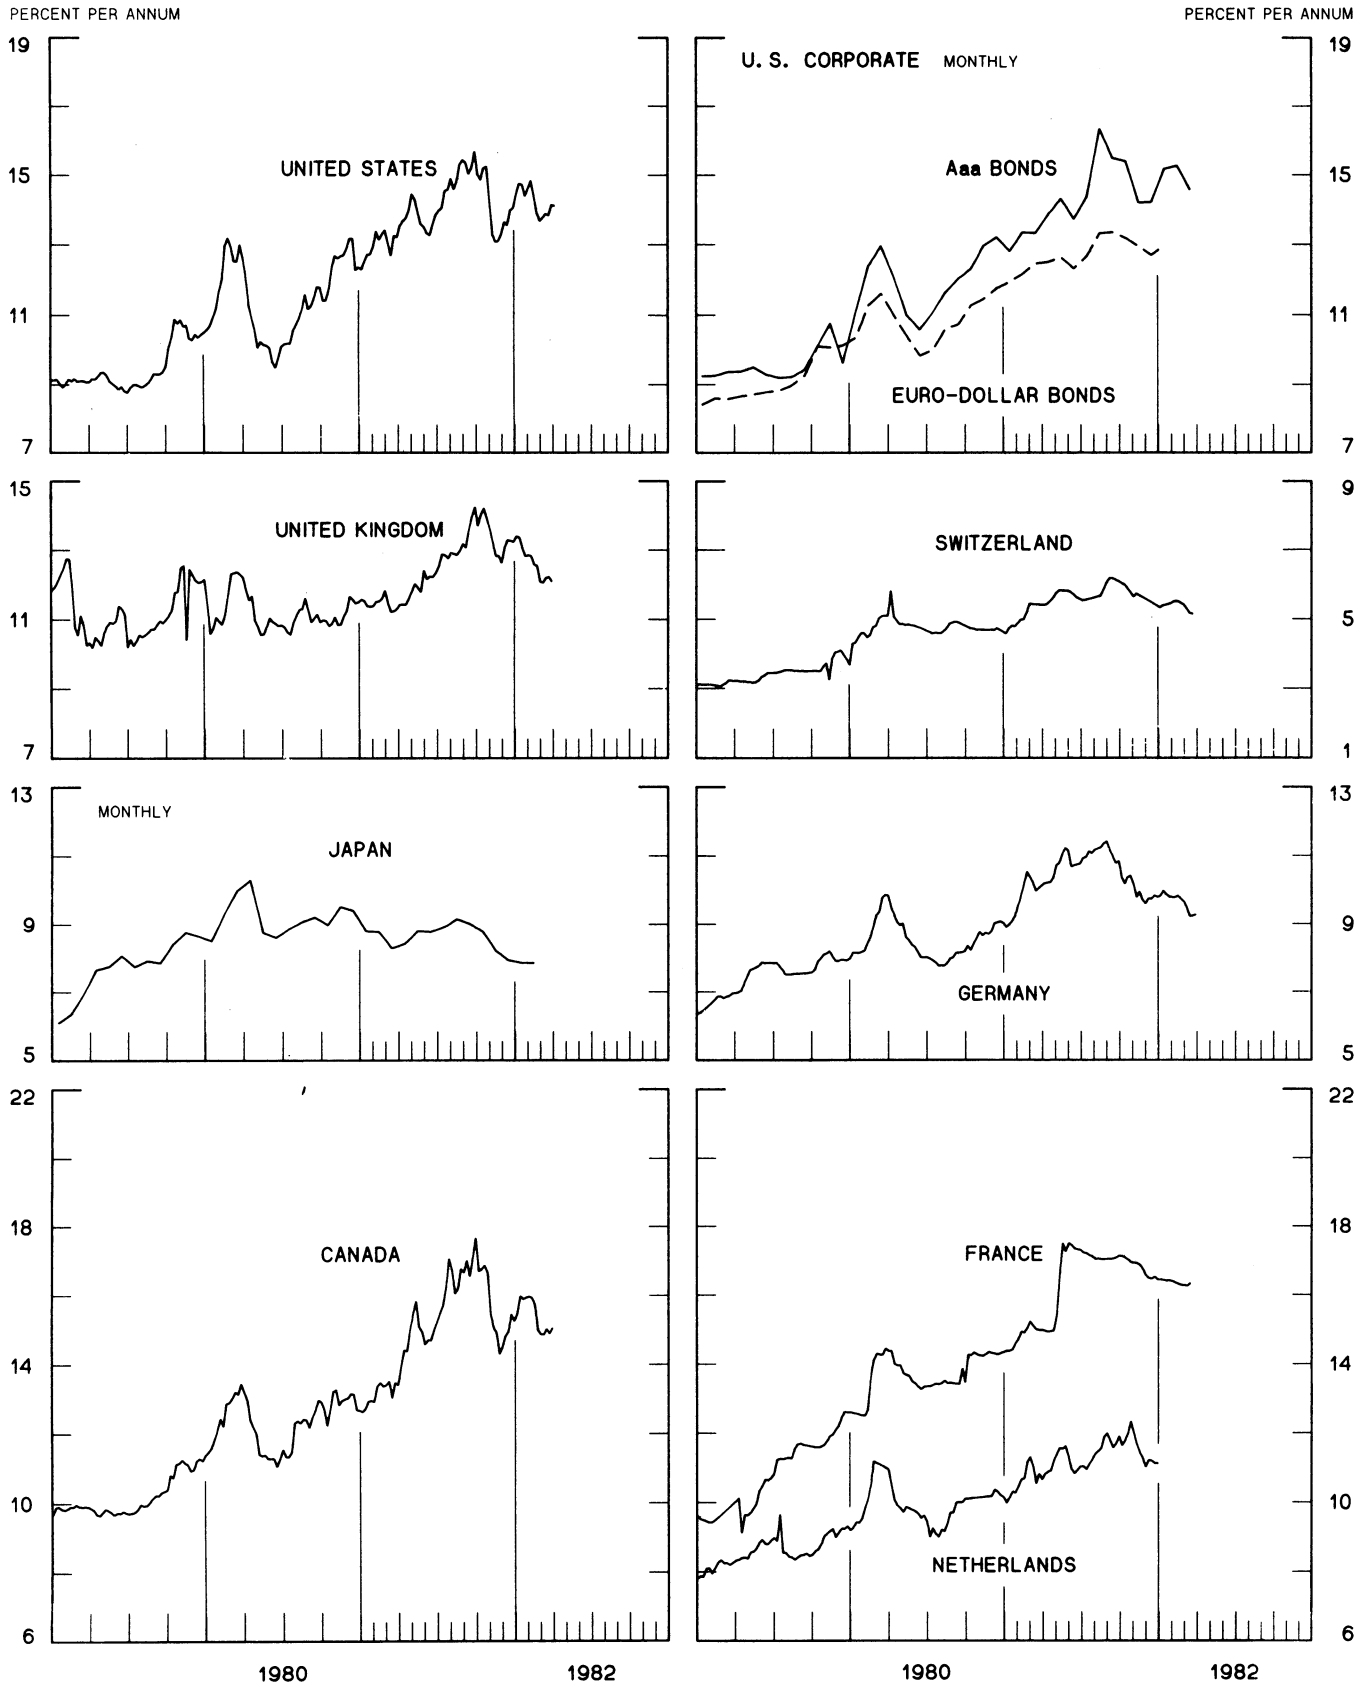 PERCENT PER ANNUM
PERCENT PER ANNUM
19
15
11
7
UNITED STATES
U. S. CORPORATE MONTHLY
Aaa BONDS
EURO-DOLLAR BONDS
19
15
11
7
15
11
7
UNITED KINGDOM
SWITZERLAND
9
5
1
13
9
5
MONTHLY
JAPAN
GERMANY
13
9
5
22
18
14
10
6
CANADA
FRANCE
NETHERLANDS
22
18
14
10
6
1980
1982
1980
1982